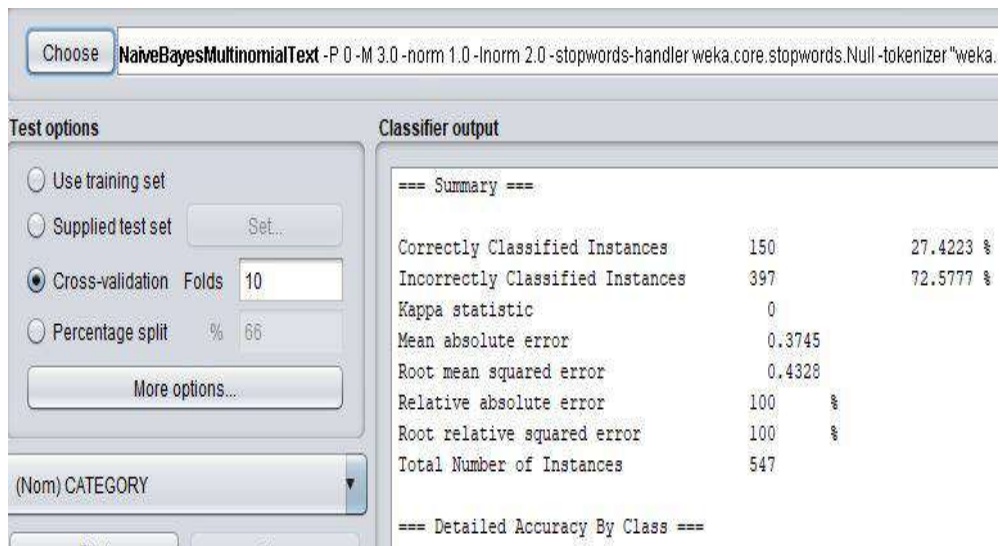 Choose NaiveBayesMultinomialText -P 0 -M 3.0 -norm 1.0 -lnorm 2.0 -stopwords-handler weka.core.stopwords.Null -tokenizer "weka.
Test options
Use training set
Supplied test set Set...
Cross-validation Folds 10
Percentage split % 66
More options...
(Nom) CATEGORY
Classifier output
=== Summary ===
Correctly Classified Instances 150 27.4223 %
Incorrectly Classified Instances 397 72.5777 %
Kappa statistic 0
Mean absolute error 0.3745
Root mean squared error 0.4328
Relative absolute error 100 %
Root relative squared error 100 %
Total Number of Instances 547
=== Detailed Accuracy By Class ===